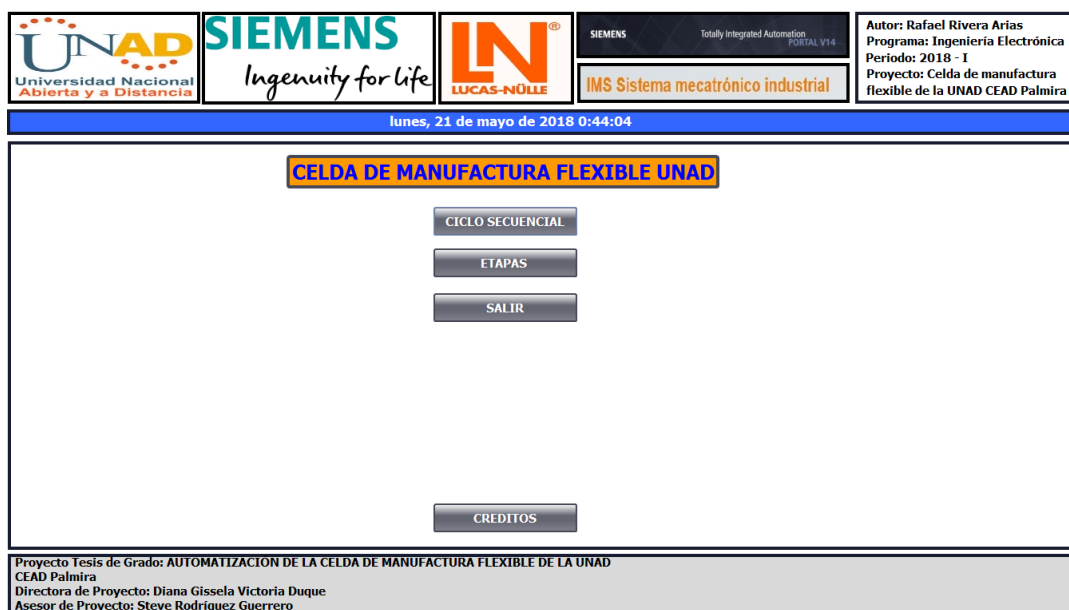 UNAD
Universidad Nacional
Abierta y a Distancia
SIEMENS
Ingenuity for life
LN®
LUCAS-NÜLLE
SIEMENS
Totally Integrated Automation
PORTAL V14
IMS Sistema mecatrónico industrial
Autor: Rafael Rivera Arias
Programa: Ingeniería Electrónica
Periodo: 2018 - I
Proyecto: Celda de manufactura
flexible de la UNAD CEAD Palmira
lunes, 21 de mayo de 2018 0:44:04
CELDA DE MANUFACTURA FLEXIBLE UNAD
CICLO SECUENCIAL
ETAPAS
SALIR
CREDITOS
Proyecto Tesis de Grado: AUTOMATIZACION DE LA CELDA DE MANUFACTURA FLEXIBLE DE LA UNAD
CEAD Palmira
Directora de Proyecto: Diana Gissela Victoria Duque
Asesor de Proyecto: Steve Rodríguez Guerrero